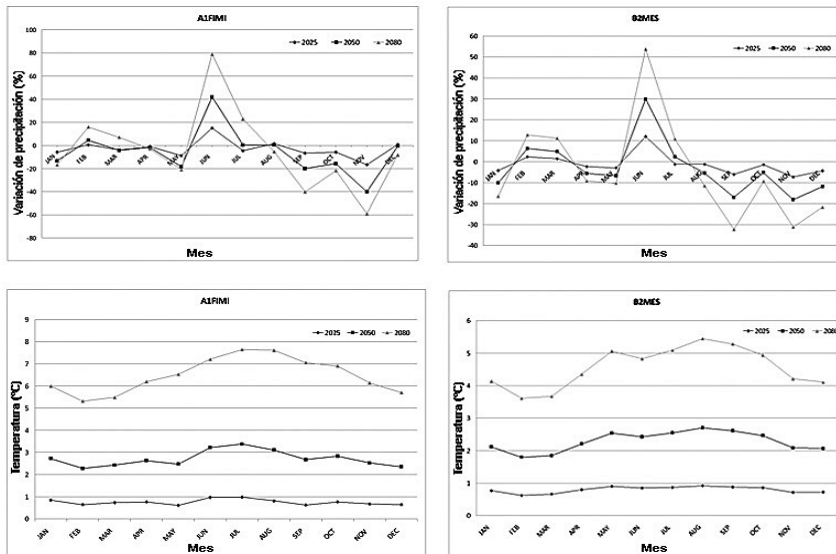 A1FIMI
2025 2050 2080
Variación de precipitación (%)
100
80
60
40
20
0
-20
-40
-60
-80
JAN FEB MAR APR MAY JUN JUL AUG SEP OCT NOV DEC
Mes
B2MES
2025 2050 2080
Variación de precipitación (%)
60
50
40
30
20
10
0
-10
-20
-30
-40
JAN FEB MAR APR MAY JUN JUL AUG SEP OCT NOV DEC
Mes
A1FIMI
2025 2050 2080
Temperatura (°C)
9
8
7
6
5
4
3
2
1
0
JAN FEB MAR APR MAY JUN JUL AUG SEP OCT NOV DEC
Mes
B2MES
2025 2050 2080
Temperatura (°C)
6
5
4
3
2
1
0
JAN FEB MAR APR MAY JUN JUL AUG SEP OCT NOV DEC
Mes